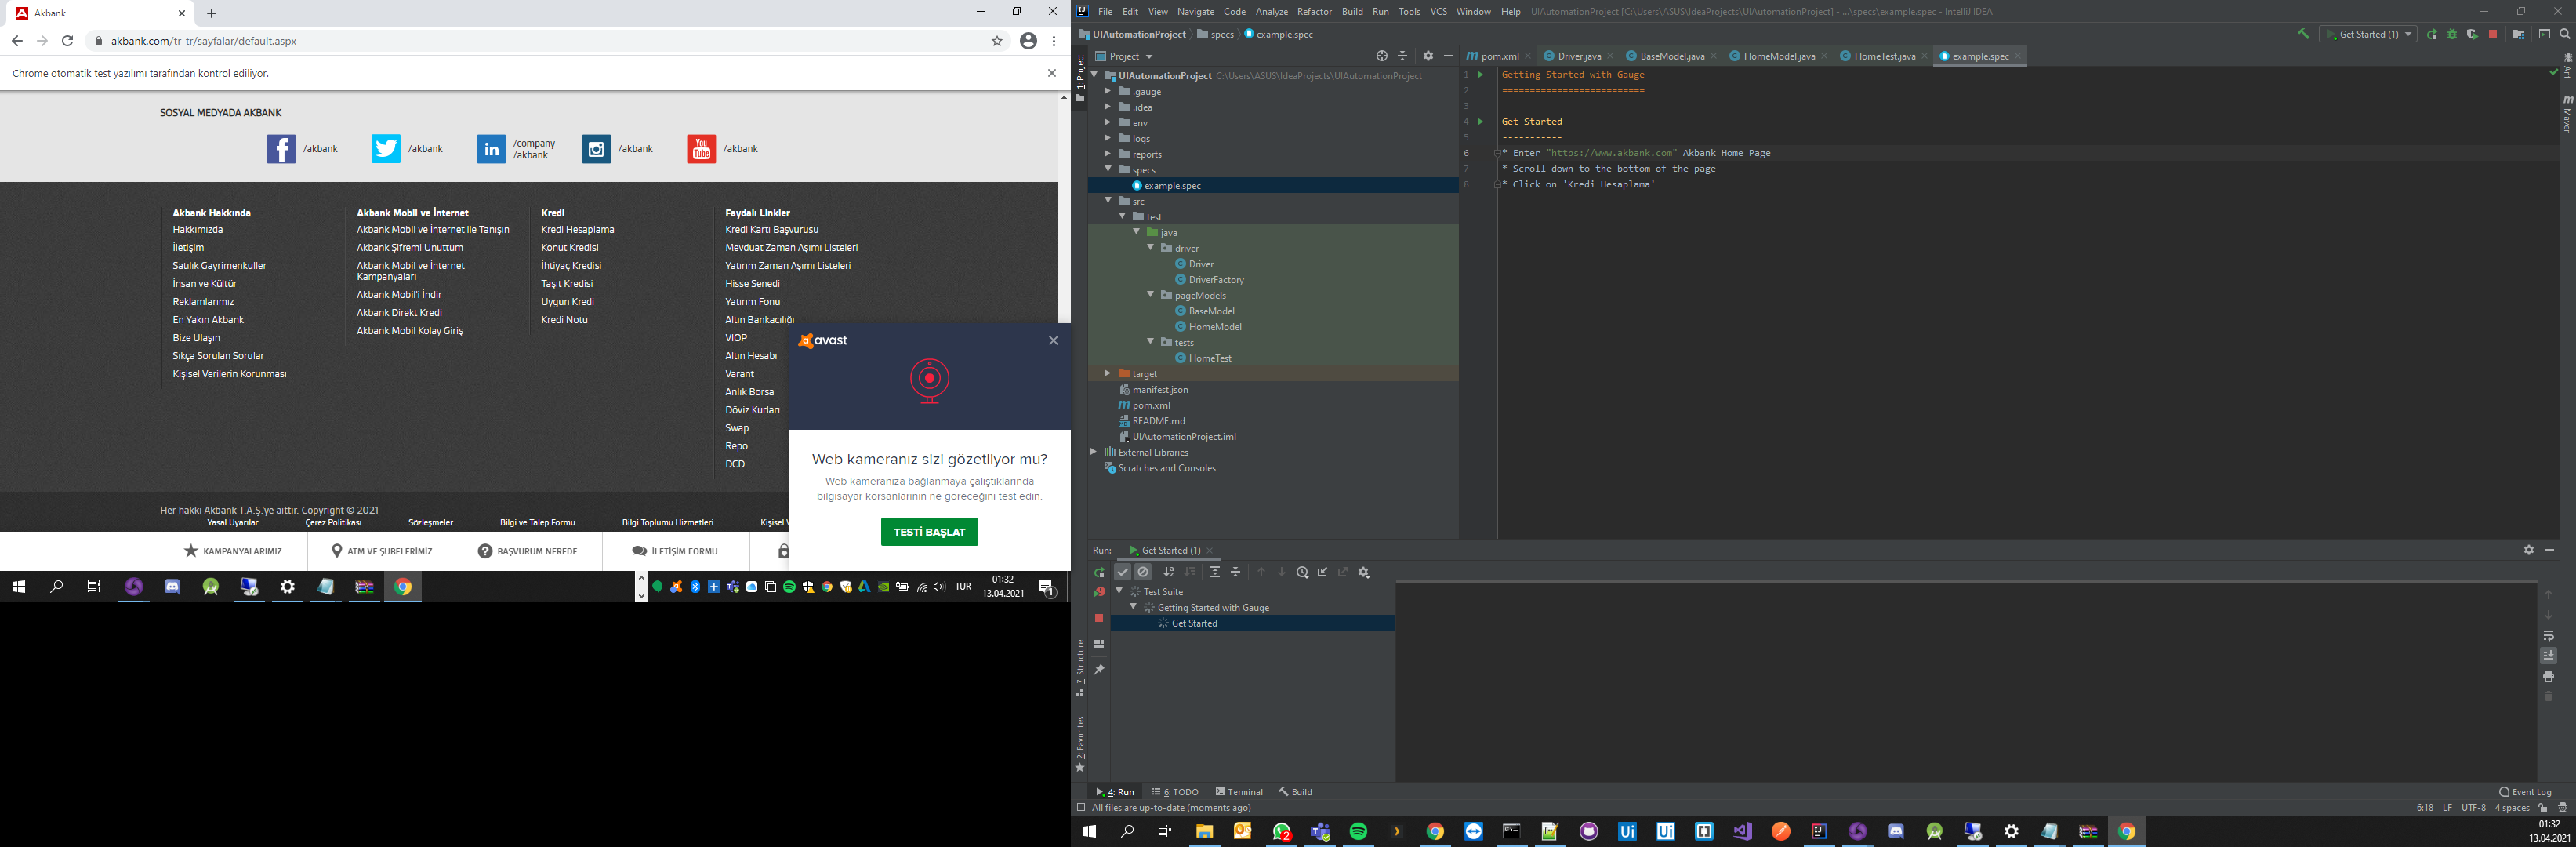 Akbank
akbank.com/tr-tr/sayfalar/default.aspx
Chrome otomatik test yazılımı tarafından kontrol ediliyor.
SOSYAL MEDYADA AKBANK
/akbank
/akbank
/company
/akbank
/akbank
You Tube
/akbank
Akbank Hakkında
Hakkımızda
İletişim
Satılık Gayrimenkuller
İnsan ve Kültür
Reklamlarımız
En Yakın Akbank
Bize Ulaşın
Sıkça Sorulan Sorular
Kişisel Verilerin Korunması
Akbank Mobil ve İnternet
Akbank Mobil ve İnternet ile Tanışın
Akbank Şifremi Unuttum
Akbank Mobil ve İnternet
Kampanyaları
Akbank Mobil'i İndir
Akbank Direkt Kredi
Akbank Mobil Kolay Giriş
Kredi
Kredi Hesaplama
Konut Kredisi
İhtiyaç Kredisi
Taşıt Kredisi
Uygun Kredi
Kredi Notu
Faydalı Linkler
Kredi Kartı Başvurusu
Mevduat Zaman Aşımı Listeleri
Yatırım Zaman Aşımı Listeleri
Hisse Senedi
Yatırım Fonu
Altın Bankacılığı
VİOP
Altın Hesabı
Varant
Anlık Borsa
Döviz Kurları
Swap
Repo
DCD
avast
Web kameranız sizi gözetliyor mu?
Web kameranıza bağlanmaya çalıştıklarında
bilgisayar korsanlarının ne göreceğini test edin.
TESTİ BAŞLAT
Her hakkı Akbank T.A.Ş.'ye aittir. Copyright © 2021
Yasal Uyarılar Çerez Politikası Sözleşmeler Bilgi ve Talep Formu Bilgi Toplumu Hizmetleri Kişisel V
KAMPANYALARIMIZ ATM VE ŞUBELERİMİZ BAŞVURUM NEREDE İLETİŞİM FORMU
TUR 01:32
13.04.2021
File Edit View Navigate Code Analyze Refactor Build Run Tools VCS Window Help UIAutomationProject [C:\Users\ASUS\IdeaProjects\UIAutomationProject] - ...\specs\example.spec - IntelliJ IDEA
UIAutomationProject specs example.spec Get Started (1)
1: Project
Project
pom.xml Driver.java BaseModel.java HomeModel.java HomeTest.java example.spec
UIAutomationProject C:\Users\ASUS\IdeaProjects\UIAutomationProject
.gauge
.idea
env
logs
reports
specs
example.spec
src
test
java
driver
Driver
DriverFactory
pageModels
BaseModel
HomeModel
tests
HomeTest
target
manifest.json
pom.xml
README.md
UIAutomationProject.iml
External Libraries
Scratches and Consoles
1 Getting Started with Gauge
2 ==========================
3
4 Get Started
5 -----------
6 * Enter "https://www.akbank.com" Akbank Home Page
7 * Scroll down to the bottom of the page
8 * Click on 'Kredi Hesaplama'
Ant
Maven
Run: Get Started (1)
Test Suite
Getting Started with Gauge
Get Started
7: Structure
2: Favorites
4: Run 6: TODO Terminal Build Event Log
All files are up-to-date (moments ago) 6:18 LF UTF-8 4 spaces
2
Ui
Ui
01:32
13.04.2021